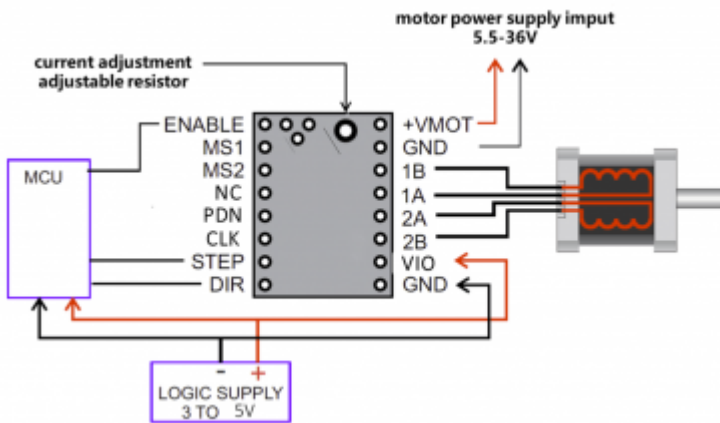 motor power supply imput
5.5-36V
current adjustment
adjustable resistor
ENABLE
MS1
MS2
NC
PDN
CLK
STEP
DIR
+VMOT
GND
1B
1A
2A
2B
VIO
GND
MCU
- +
LOGIC SUPPLY
3 TO 5V